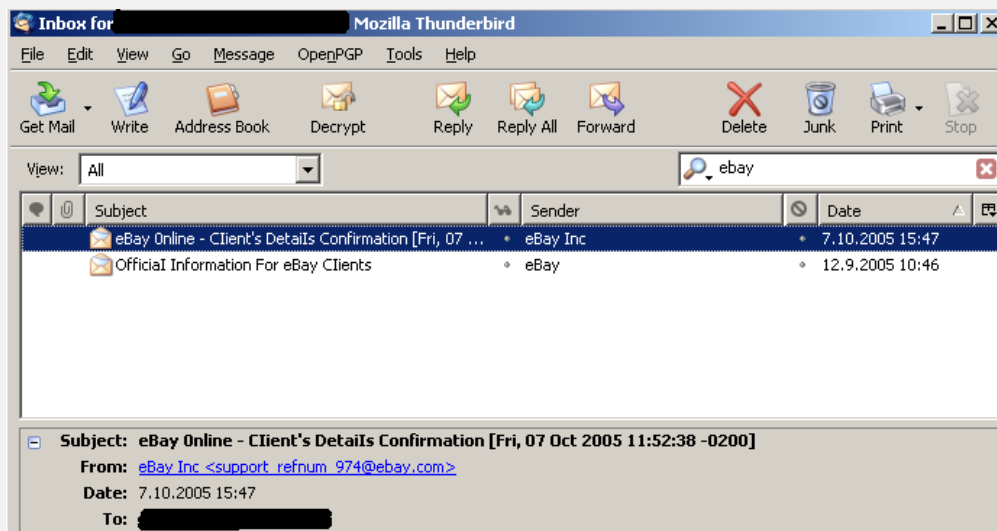 Inbox for Mozilla Thunderbird
File Edit View Go Message OpenPGP Tools Help
Get Mail Write Address Book Decrypt Reply Reply All Forward Delete Junk Print Stop
View: All ebay
Subject Sender Date
eBay 0nline - CIient's DetaiIs Confirmation [Fri, 07 ... eBay Inc 7.10.2005 15:47
OfficiaI Information For eBay CIients eBay 12.9.2005 10:46
Subject: eBay 0nline - CIient's DetaiIs Confirmation [Fri, 07 Oct 2005 11:52:38 -0200]
From: eBay Inc <support_refnum_974@ebay.com>
Date: 7.10.2005 15:47
To: